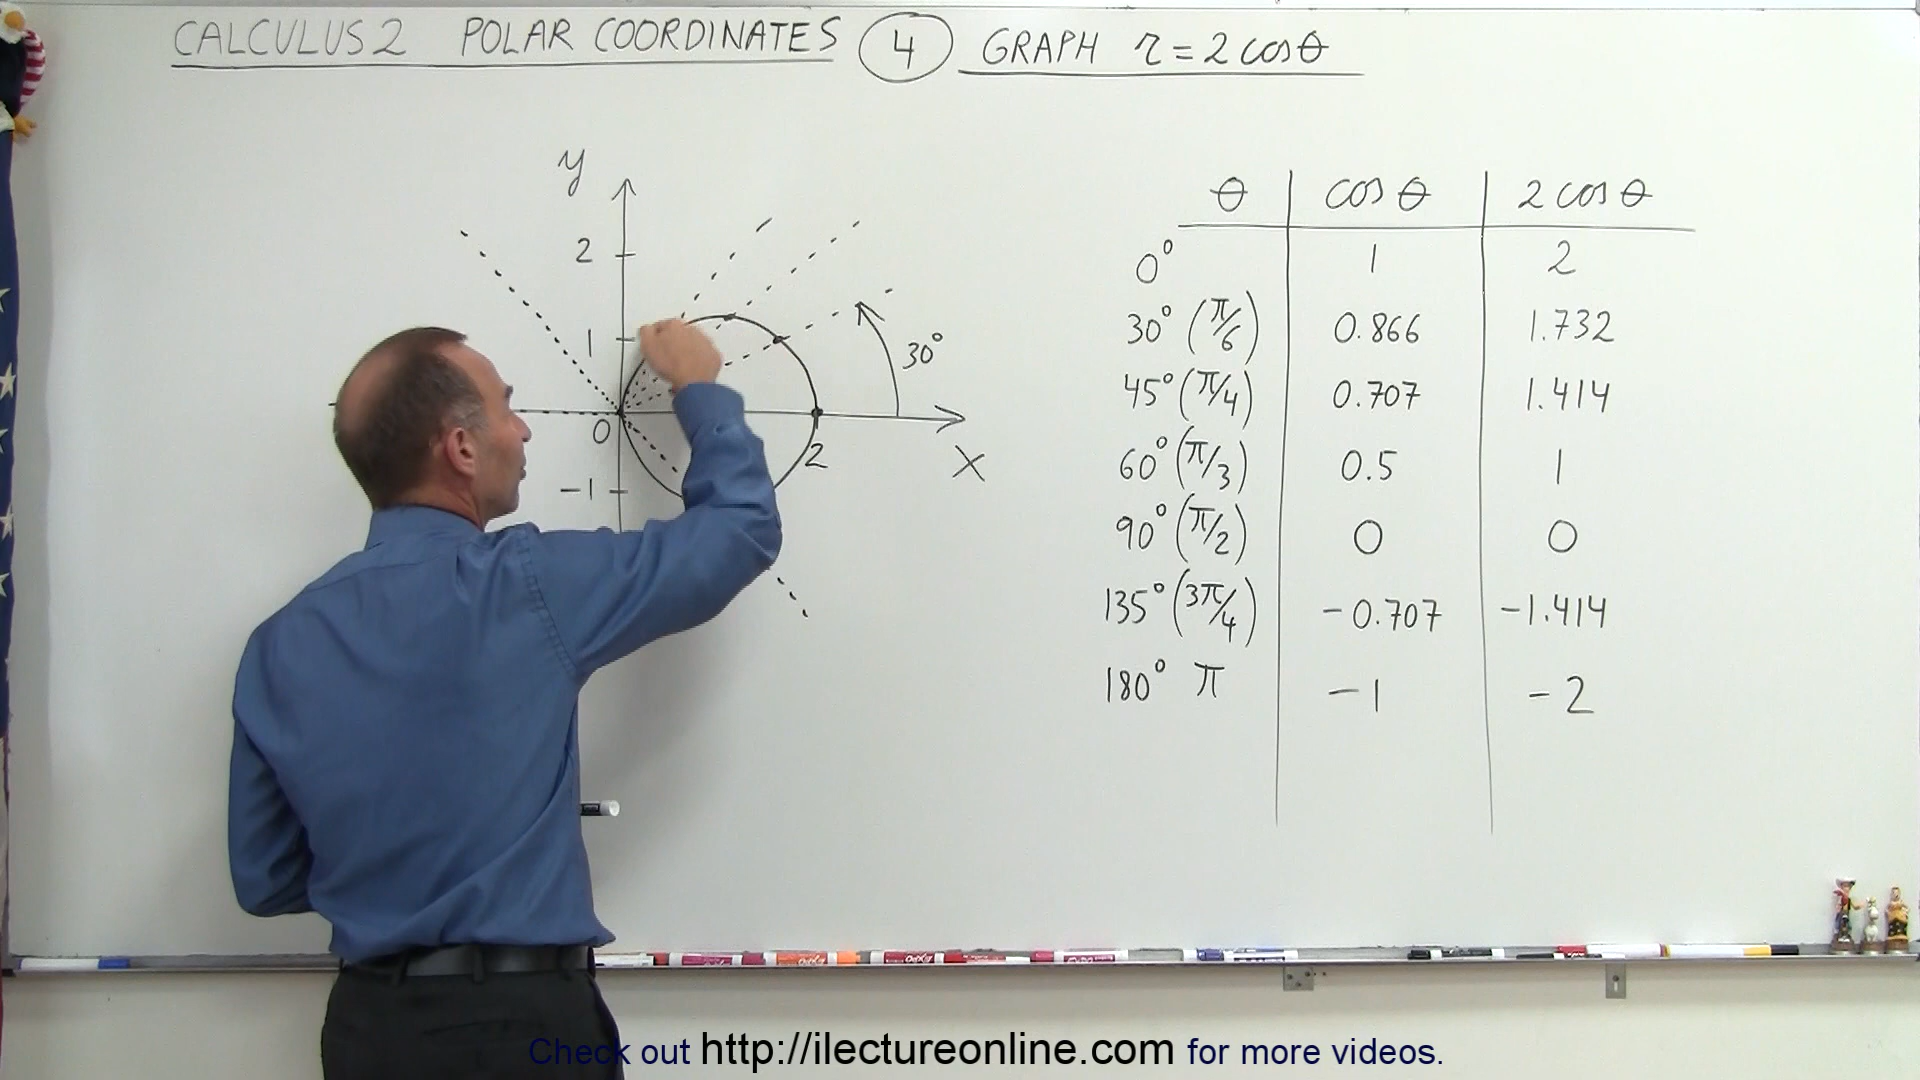 CALCULUS 2 POLAR COORDINATES 4 GRAPH r = 2 cos θ
y
2
1
0
-1
2
x
30°
θ cos θ 2 cos θ
0° 1 2
30° (π/6) 0.866 1.732
45° (π/4) 0.707 1.414
60° (π/3) 0.5 1
90° (π/2) 0 0
135° (3π/4) -0.707 -1.414
180° π -1 -2
Check out http://ilectureonline.com for more videos.